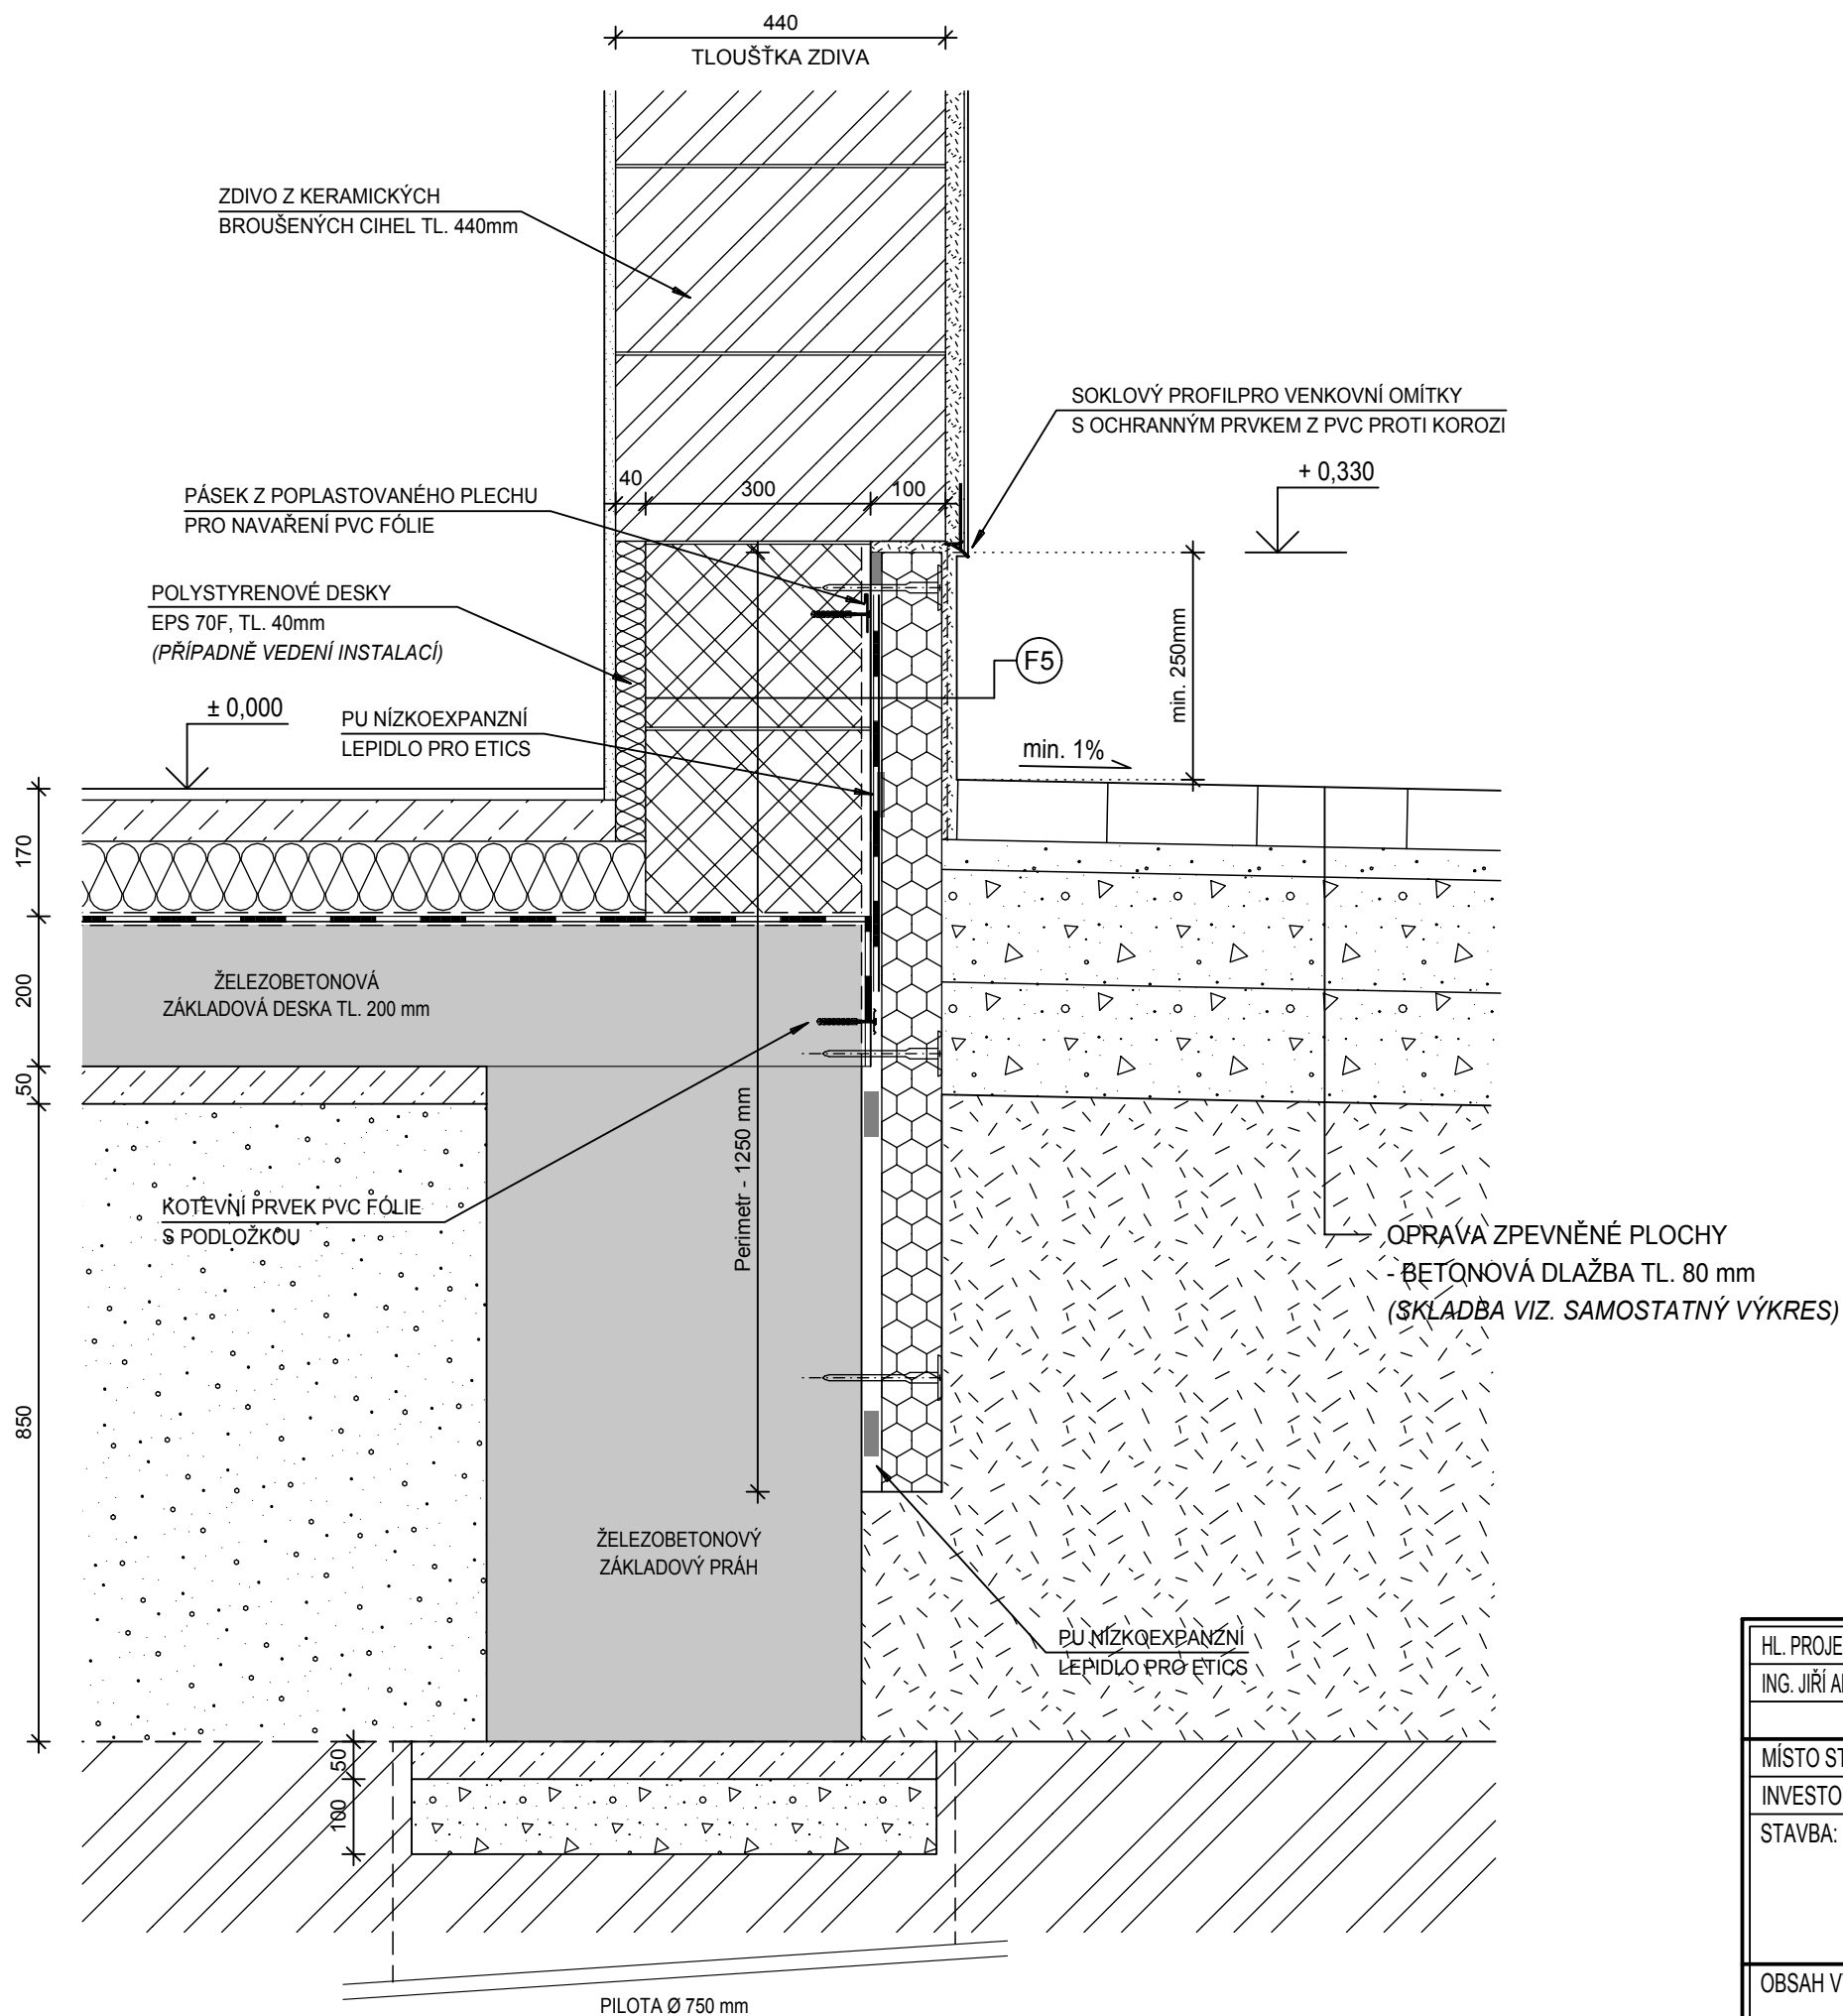 440
TLOUŠŤKA ZDIVA
ZDIVO Z KERAMICKÝCH
BROUŠENÝCH CIHEL TL. 440mm
SOKLOVÝ PROFILPRO VENKOVNÍ OMÍTKY
S OCHRANNÝM PRVKEM Z PVC PROTI KOROZI
+ 0,330
40
300
100
PÁSEK Z POPLASTOVANÉHO PLECHU
PRO NAVAŘENÍ PVC FÓLIE
POLYSTYRENOVÉ DESKY
EPS 70F, TL. 40mm
(PŘÍPADNĚ VEDENÍ INSTALACÍ)
F5
min. 250mm
± 0,000
PU NÍZKOEXPANZNÍ
LEPIDLO PRO ETICS
min. 1%
170
200
50
850
ŽELEZOBETONOVÁ
ZÁKLADOVÁ DESKA TL. 200 mm
Perimetr - 1250 mm
KOTEVNÍ PRVEK PVC FÓLIE
S PODLOŽKOU
OPRAVA ZPEVNĚNÉ PLOCHY
- BETONOVÁ DLAŽBA TL. 80 mm
(SKLADBA VIZ. SAMOSTATNÝ VÝKRES)
ŽELEZOBETONOVÝ
ZÁKLADOVÝ PRÁH
PU NÍZKOEXPANZNÍ
LEPIDLO PRO ETICS
50
100
PILOTA Ø 750 mm
HL. PROJE
ING. JIŘÍ
MÍSTO ST
INVESTO
STAVBA:
OBSAH